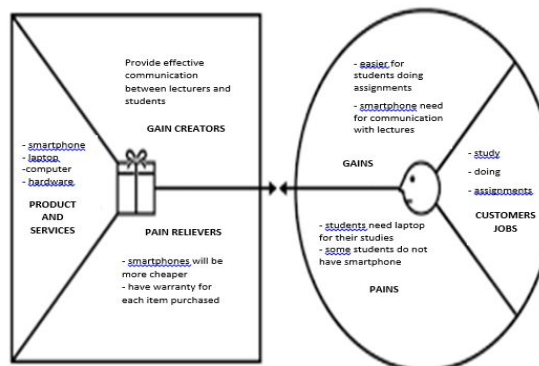 Provide effective
communication
between lecturers and
students
GAIN CREATORS
- smartphone
- laptop
-computer
- hardware
PRODUCT
AND
SERVICES
PAIN RELIEVERS
- smartphones will be
more cheaper
- have warranty for
each item purchased
- easier for
students doing
assignments
- smartphone need
for communication
with lectures
GAINS
- study
- doing
- assignments
CUSTOMERS
JOBS
- students need laptop
for their studies
- some students do not
have smartphone
PAINS